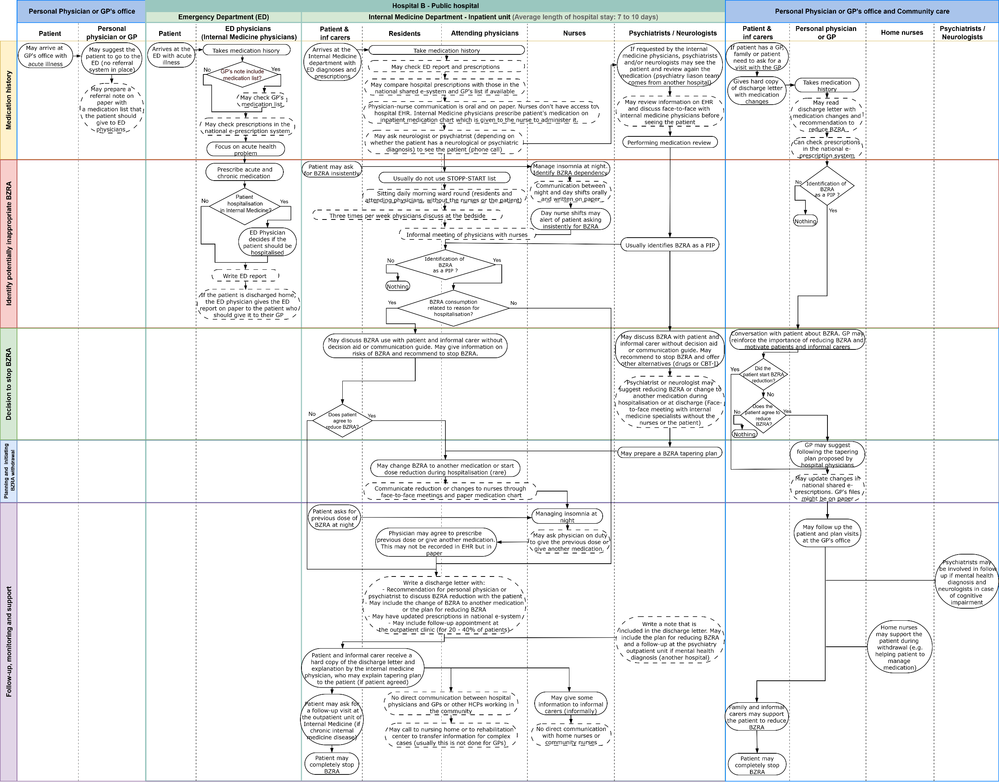 Personal Physician or GP's office
Hospital B - Public hospital
Personal Physician or GP's office and Community care
Emergency Department (ED)
Internal Medicine Department - Inpatient unit (Average length of hospital stay: 7 to 10 days)
Patient
Personal
physician or GP
Patient
ED physicians
(Internal Medicine physicians)
Patient &
inf carers
Residents
Attending physicians
Nurses
Psychiatrists / Neurologists
Patient &
inf carers
Personal physician
or GP
Home nurses
Psychiatrists /
Neurologists
Medication history
May arrive at
GP's office with
acute illness
May suggest the
patient to go to the
ED (no referral
system in place)
May prepare a
referral note on
paper with
a medication list that
the patient should
give to ED
physicians
Arrives at the
ED with acute
illness
Takes medication hisory
GP's note include
medication list?
No
Yes
May check GP's
medication list
May check prescriptions in the
national e-prescription system
Focus on acute health
problem
Arrives at the
Internal Medicine
department with
ED diagnoses and
prescriptions
Take medication history
May check ED report and prescriptions
May compare hospital prescriptions with those in the
national shared e-system and GP's list if available
Physician-nurse communication is oral and on paper. Nurses don't have access to
hospital EHR. Internal Medicine physicians prescribe patient's medication on
inpatient medication chart which is given to the nurse to administer it.
May ask neurologist or psychiatrist (depending on
whether the patient has a neurological or psychiatric
diagnosis) to see the patient (phone call)
If requested by the internal
medicine physicians, psychiatrists
and/or neurologists may see the
patient and review again the
medication (psychiatry liason team
comes from another hospital)
May review information on EHR
and discuss face-to-face with
internal medicine physicians before
seeing the patient
Performing medication review
If patient has a GP,
family or patient
need to ask for a
visit with the GP
Gives hard copy
of discharge letter
with medication
changes
Takes medication
history
May read
discharge letter with
medication changes and
recommendation to
reduce BZRA
Can check prescriptions
in the national e-
prescription system
Identify potentially inappropriate BZRA
Prescribe acute and
chronic medication
Patient
hospitalisation
in Internal Medicine?
No
Yes
ED Physician
decides if the
patient should be
hospitalised
Write ED report
If the patient is discharged home,
the ED physician gives the ED
report on paper to the patient who
should give it to their GP
Patient may ask
for BZRA insistently
Usually do not use STOPP-START list
Sitting daily morning ward round (residents and
attending physicians, without the nurses or the patient)
Three times per week physicians discuss at the bedside
Informal meeting of physicians with nurses
Manage insomnia at night.
Identify BZRA dependency
Communication between
night and day shifts orally
and written on paper
Day nurse shifts may
alert of patient asking
insistently for BZRA
Usually identifies BZRA as a PIP
Identification of
BZRA
as a PIP ?
No
Yes
Nothing
BZRA consumption
related to reason for
hospitalisation?
Yes
No
Identification of
BZRA
as a PIP ?
No
Yes
Nothing
Decision to stop BZRA
May discuss BZRA use with patient and informal carer without
decision aid or communication guide. May give information on
risks of BZRA and recommend to stop BZRA.
Does patient
agree to
reduce BZRA?
No
Yes
May discuss BZRA with patient and
informal carer without decision aid
or communication guide. May
recommend to stop BZRA and offer
other alternatives (drugs or CBT-I)
Psychiatrist or neurologist may
suggest reducing BZRA or change to
another medication during
hospitalisation or at discharge (Face-
to-face meeting with internal
medicine specialists without the
nurses or the patient)
Conversation with patient about BZRA. GP may
reinforce the importance of reducing BZRA and
motivate patients and informal carers
Did the
patient start BZRA
reduction?
Yes
No
Does the
patient agree to
reduce
BZRA?
No
Yes
Nothing
Planning and initiating
BZRA withdrawal
May prepare a BZRA tapering plan
May change BZRA to another medication or start
dose reduction during hospitalisation (rare)
Communicate reduction or changes to nurses through
face-to-face meetings and paper medication chart
GP may suggest
following the tapering
plan proposed by
hospital physicians
May update changes in
national shared e-
prescriptions. GP's files
might be on paper
Follow-up, monitoring and support
Patient asks for
previous dose of
BZRA at night
Managing insomnia at
night
May ask physician on duty
to give the previous dose or
give another medication.
Physician may agree to prescribe
previous dose or give another medication.
This may not be recorded in EHR but in
paper
Write a discharge letter with:
- Recommendation for personal physician or
psychiatrist to discuss BZRA reduction with the patient
- May include the change of BZRA to another medication
or the plan for reducing BZRA
- May have updated prescriptions in national e-system
- May include follow-up appointment at
the outpatient clinic (for 20 - 40% of patients)
Write a note that is
included in the discharge letter. May
include the plan for reducing BZRA
and a follow-up at the psychiatry
outpatient unit if mental health
diagnosis (another hospital)
Patient and informal carer receive a
hard copy of the discharge letter and
explanation by the internal medicine
physician, who may explain tapering plan
to the patient (if patient agreed)
Patient may ask for
a follow-up visit at
the outpatient unit of
Internal Medicine (if
chronic internal
medicine disease)
Patient may
completely stop
BZRA
No direct communication between hospital
physicians and GPs or other HCPs working in
the community
May call to nursing home or to rehabilitation
center to transfer information for complex
cases (usually this is not done for GPs)
May give some
information to informal
carers (informally)
No direct communication
with home nurses or
community nurses
May follow up the
patient and plan visits
at the GP's office
Psychiatrists may
be involved in follow
up if mental health
diagnosis and
neurologists in case
of cognitive
impairment
Home nurses
may support the
patient during
withdrawal (e.g.
helping patient to
manage
medication)
Family and informal
carers may support
the patient to reduce
BZRA
Patient may
completely stop
BZRA